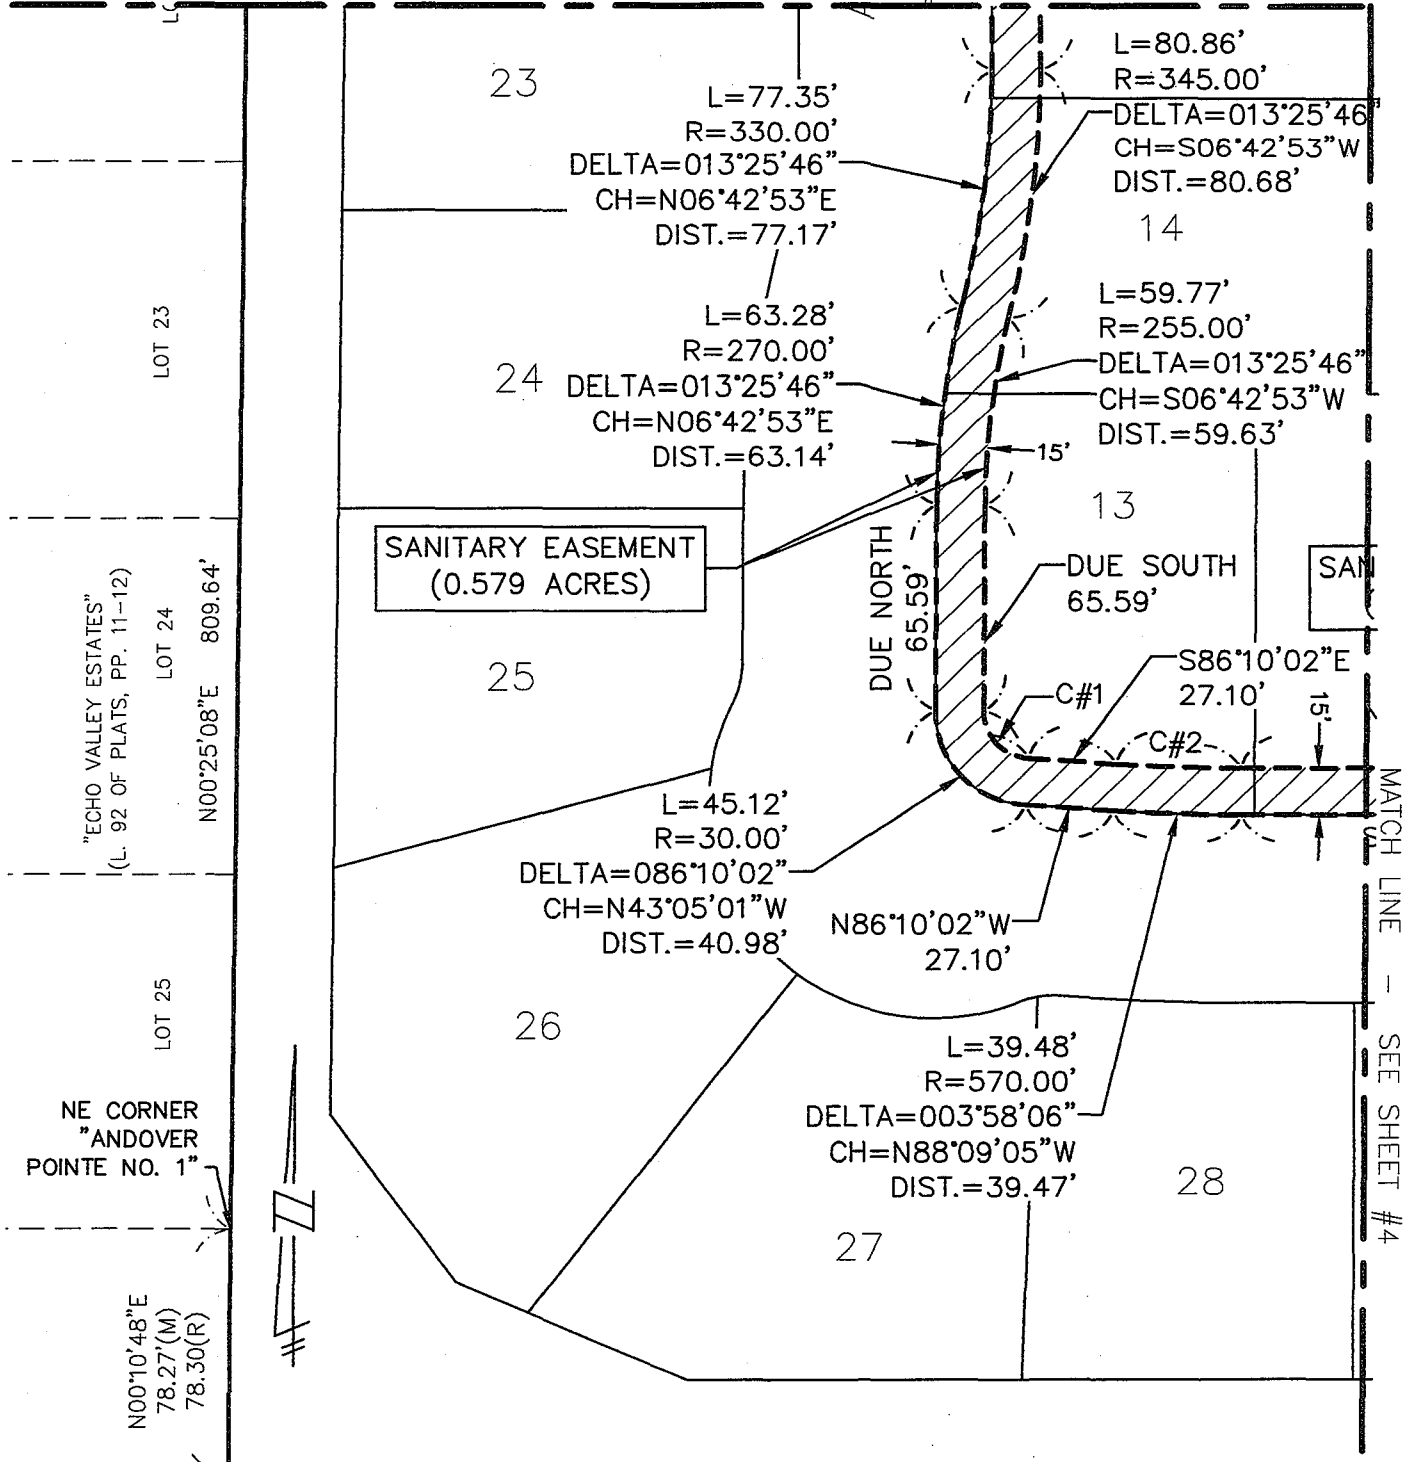 23
L=77.35'
R=330.00'
DELTA=013°25'46"
CH=N06°42'53"E
DIST.=77.17'
L=80.86'
R=345.00'
DELTA=013°25'46
CH=S06°42'53"W
DIST.=80.68'
14
LOT 23
24
L=63.28'
R=270.00'
DELTA=013°25'46"
CH=N06°42'53"E
DIST.=63.14'
L=59.77'
R=255.00'
DELTA=013°25'46"
CH=S06°42'53"W
DIST.=59.63'
15'
13
SANITARY EASEMENT
(0.579 ACRES)
DUE NORTH
65.59'
DUE SOUTH
65.59'
SAN
"ECHO VALLEY ESTATES"
(L. 92 OF PLATS, PP. 11-12)
LOT 24
N00°25'08"E 809.64'
25
C#1
S86°10'02"E
27.10'
C#2
15'
L=45.12'
R=30.00'
DELTA=086°10'02"
CH=N43°05'01"W
DIST.=40.98'
N86°10'02"W
27.10'
MATCH LINE - SEE SHEET #4
LOT 25
26
L=39.48'
R=570.00'
DELTA=003°58'06"
CH=N88°09'05"W
DIST.=39.47'
NE CORNER
"ANDOVER
POINTE NO. 1"
27
28
N
N00°10'48"E
78.27'(M)
78.30(R)